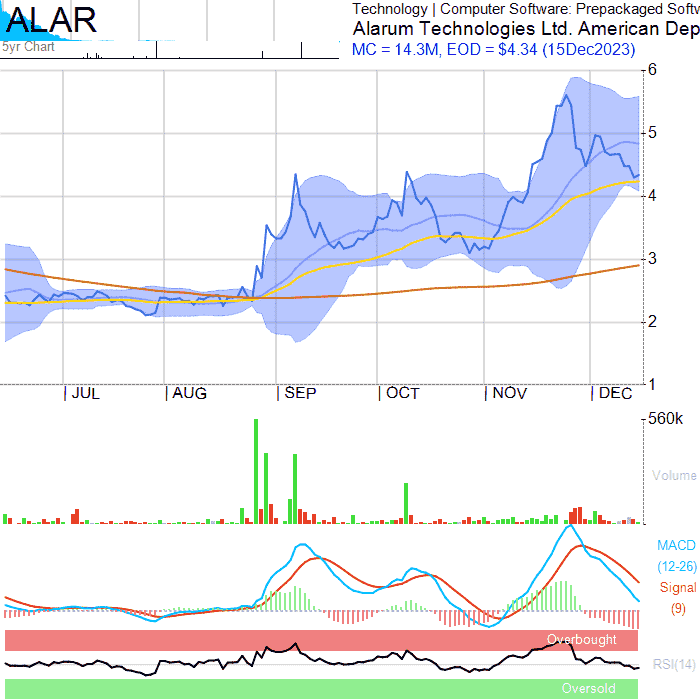 ALAR
5yr Chart
Technology | Computer Software: Prepackaged Softw
Alarum Technologies Ltd. American Dep
MC = 14.3M, EOD = $4.34 (15Dec2023)
6
5
4
3
2
1
JUL AUG SEP OCT NOV DEC
560k
Volume
MACD
(12-26)
Signal
(9)
Overbought
RSI(14)
Oversold